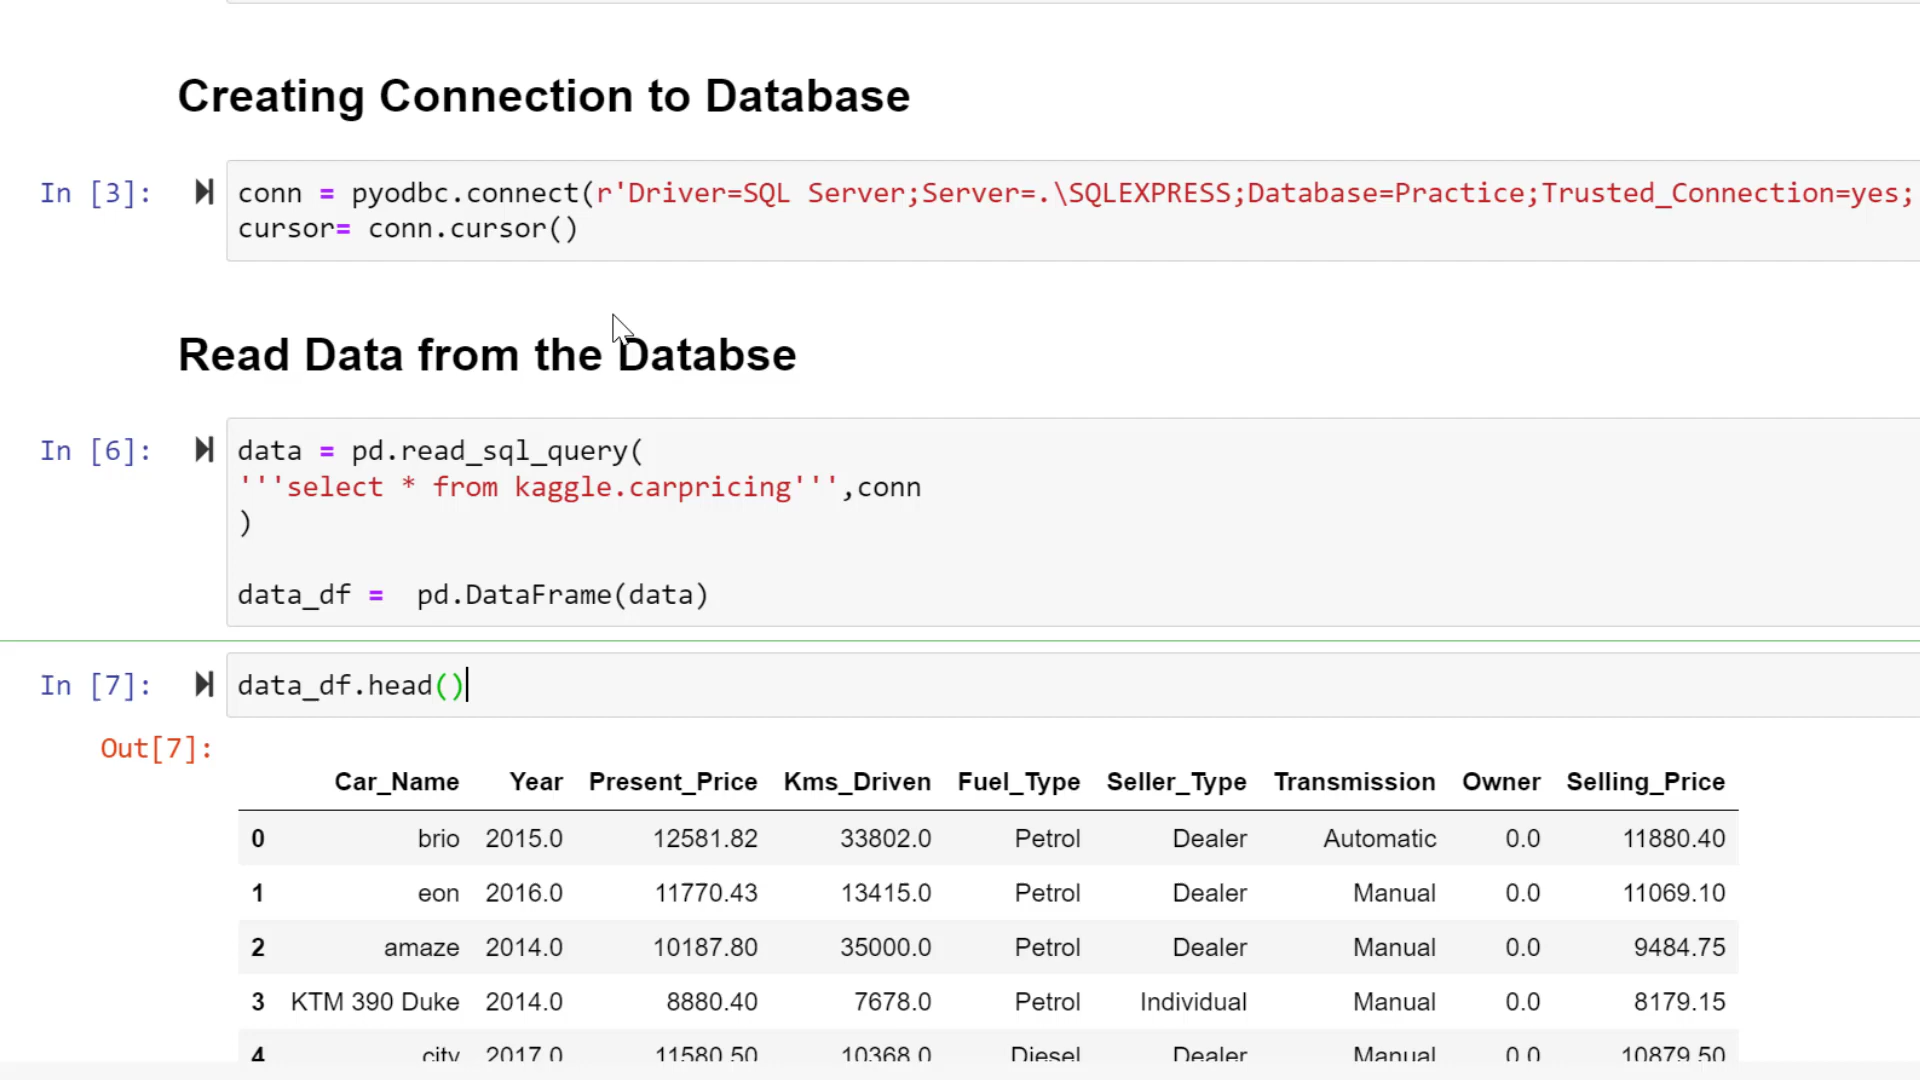 Creating Connection to Database
In [3]: conn = pyodbc.connect(r'Driver=SQL Server;Server=.\SQLEXPRESS;Database=Practice;Trusted_Connection=yes;
cursor= conn.cursor()
Read Data from the Databse
In [6]: data = pd.read_sql_query(
'''select * from kaggle.carpricing''',conn
)
data_df =  pd.DataFrame(data)
In [7]: data_df.head()
Out[7]:
Car_Name Year Present_Price Kms_Driven Fuel_Type Seller_Type Transmission Owner Selling_Price
0 brio 2015.0 12581.82 33802.0 Petrol Dealer Automatic 0.0 11880.40
1 eon 2016.0 11770.43 13415.0 Petrol Dealer Manual 0.0 11069.10
2 amaze 2014.0 10187.80 35000.0 Petrol Dealer Manual 0.0 9484.75
3 KTM 390 Duke 2014.0 8880.40 7678.0 Petrol Individual Manual 0.0 8179.15
4 city 2017.0 11580.50 10368.0 Diesel Dealer Manual 0.0 10879.50